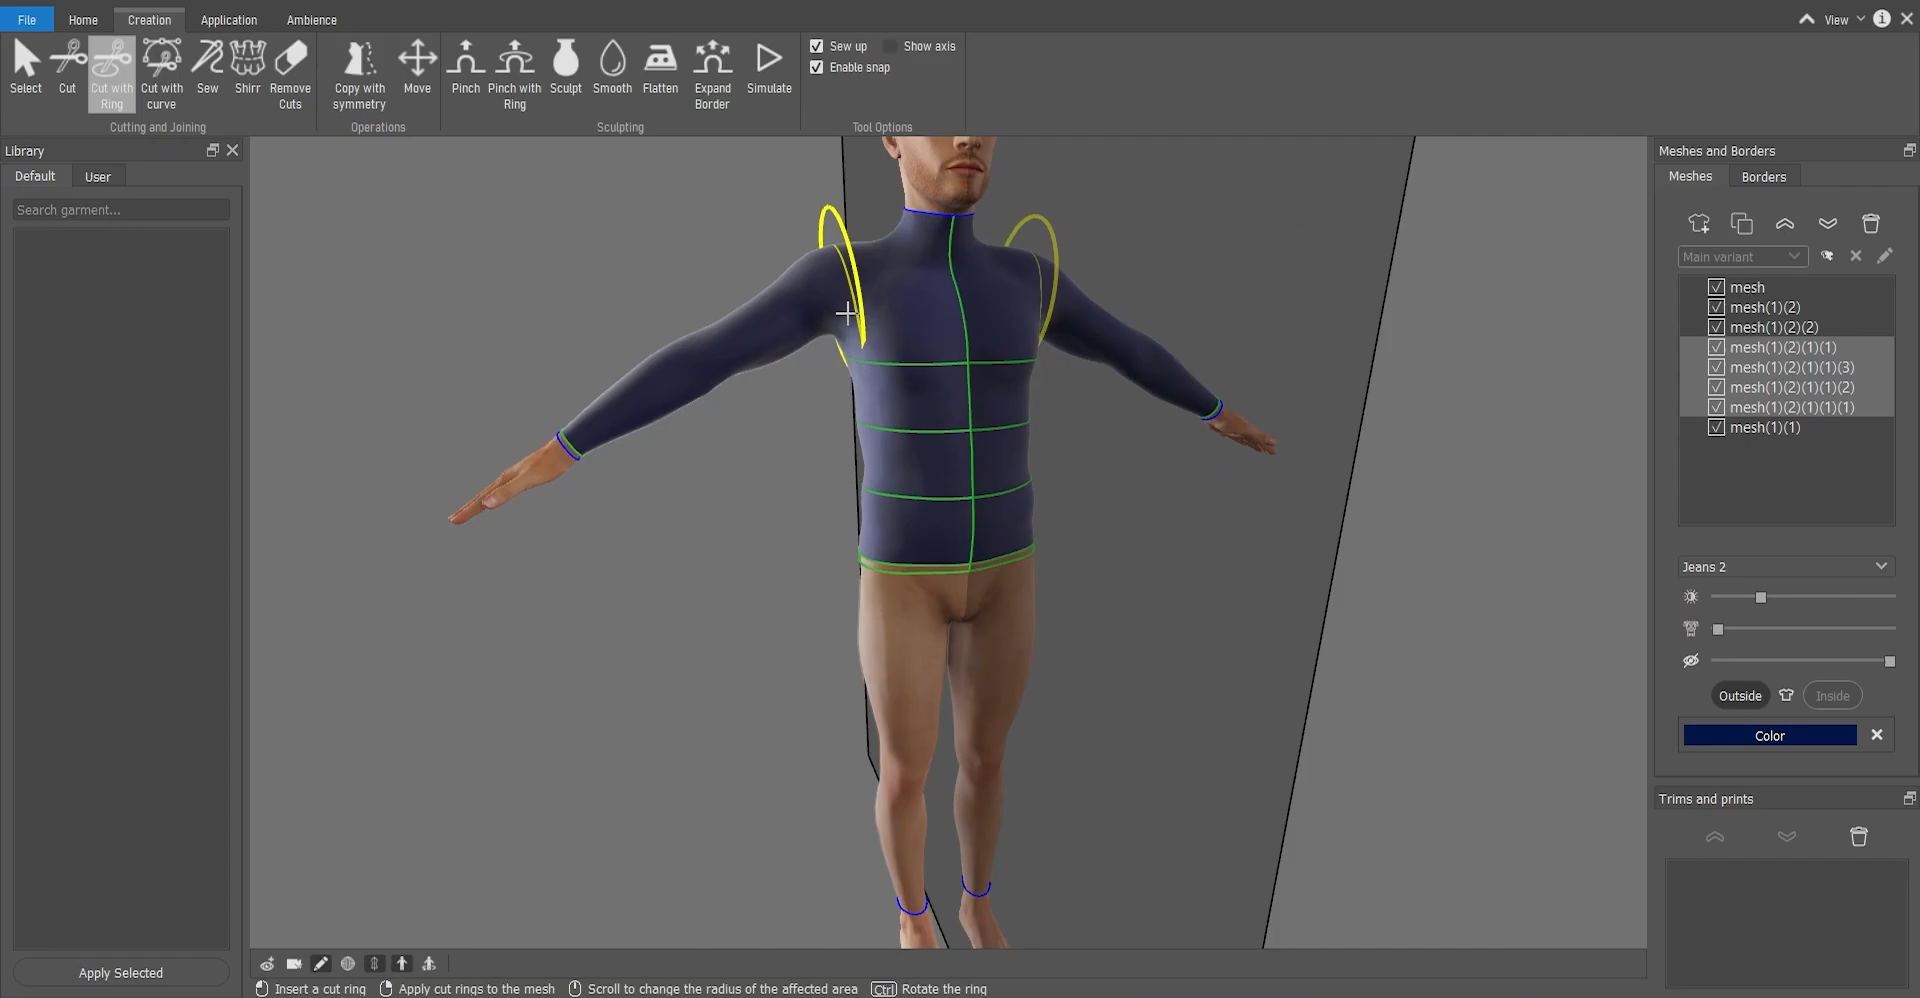 File Home Creation Application Ambience View
Select Cut Cut with Ring Cut with curve Sew Shirr Remove Cuts
Cutting and Joining
Copy with symmetry Move
Operations
Pinch Pinch with Ring Sculpt Smooth Flatten Expand Border Simulate
Sculpting
Sew up Show axis
Enable snap
Tool Options
Library
Default User
Search garment...
Apply Selected
Meshes and Borders
Meshes Borders
Main variant
mesh
mesh(1)(2)
mesh(1)(2)(2)
mesh(1)(2)(1)(1)
mesh(1)(2)(1)(1)(3)
mesh(1)(2)(1)(1)(2)
mesh(1)(2)(1)(1)(1)
mesh(1)(1)
Jeans 2
Outside Inside
Color
Trims and prints
Insert a cut ring Apply cut rings to the mesh Scroll to change the radius of the affected area Ctrl Rotate the ring